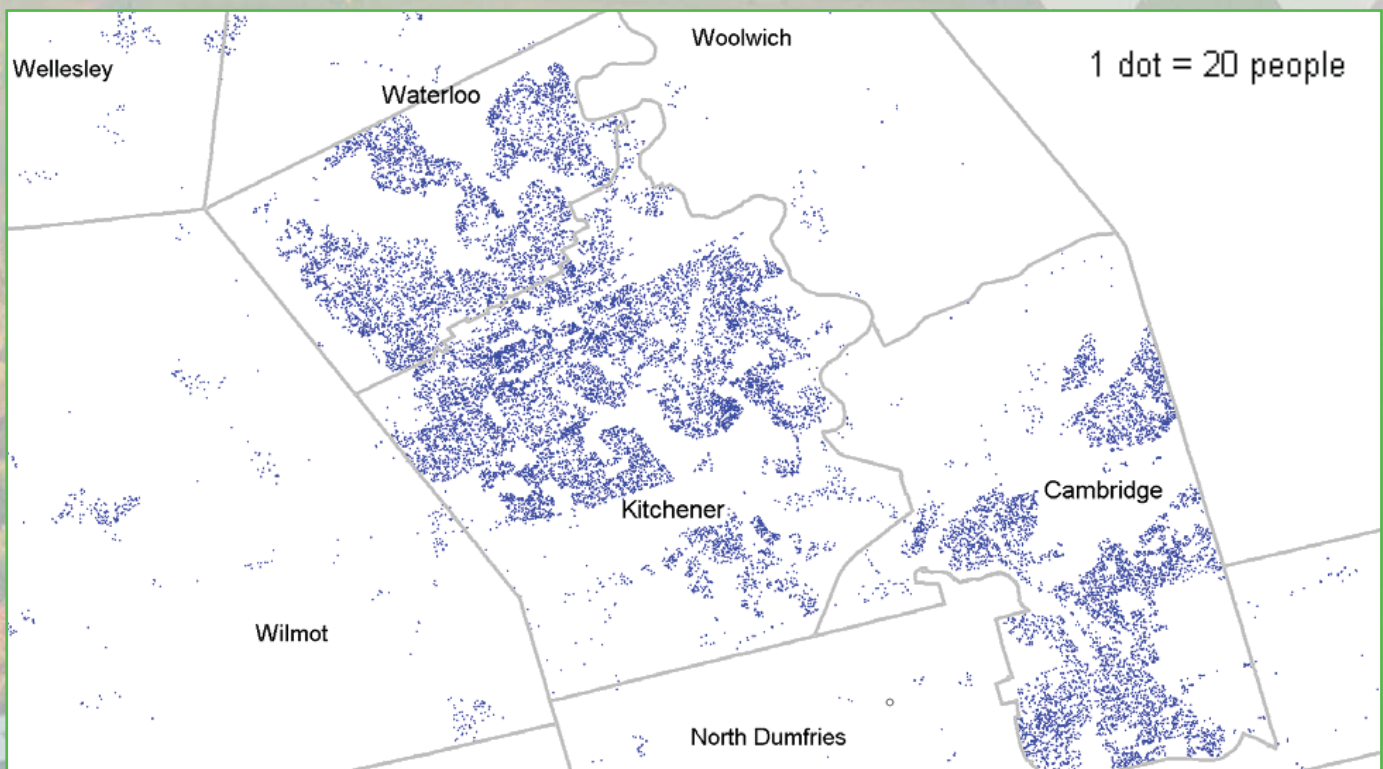 Woolwich
1 dot = 20 people
Wellesley
Waterloo
Cambridge
Kitchener
Wilmot
North Dumfries